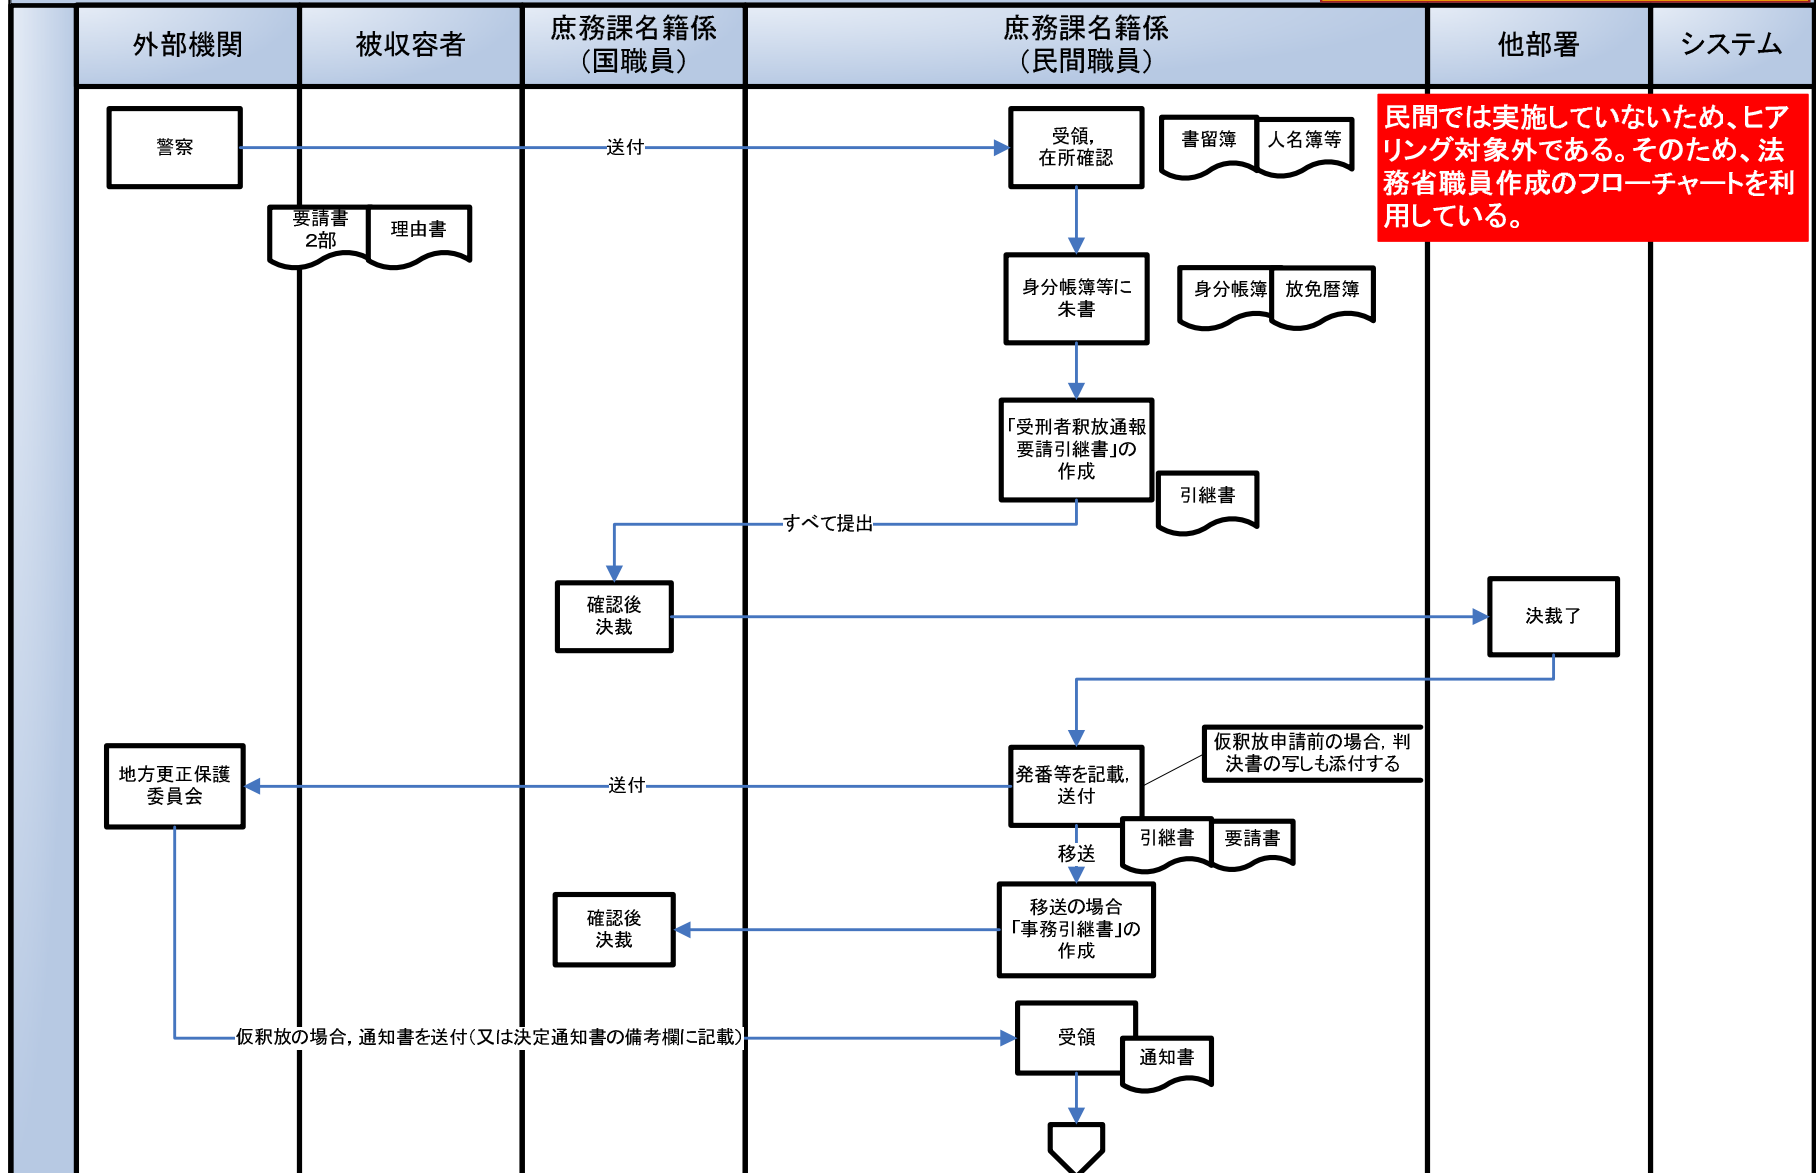 外部機関
被収容者
庶務課名籍係
（国職員）
庶務課名籍係
（民間職員）
他部署
システム
民間では実施していないため、ヒア
リング対象外である。そのため、法
務省職員作成のフローチャートを利
用している。
警察
送付
受領，
在所確認
書留簿
人名簿等
要請書
２部
理由書
身分帳簿等に
朱書
身分帳簿
放免暦簿
「受刑者釈放通報
要請引継書」の
作成
引継書
すべて提出
確認後
決裁
決裁了
仮釈放申請前の場合，判
決書の写しも添付する
地方更正保護
委員会
送付
発番等を記載，
送付
引継書
要請書
移送
確認後
決裁
移送の場合
「事務引継書」の
作成
仮釈放の場合，通知書を送付（又は決定通知書の備考欄に記載）
受領
通知書